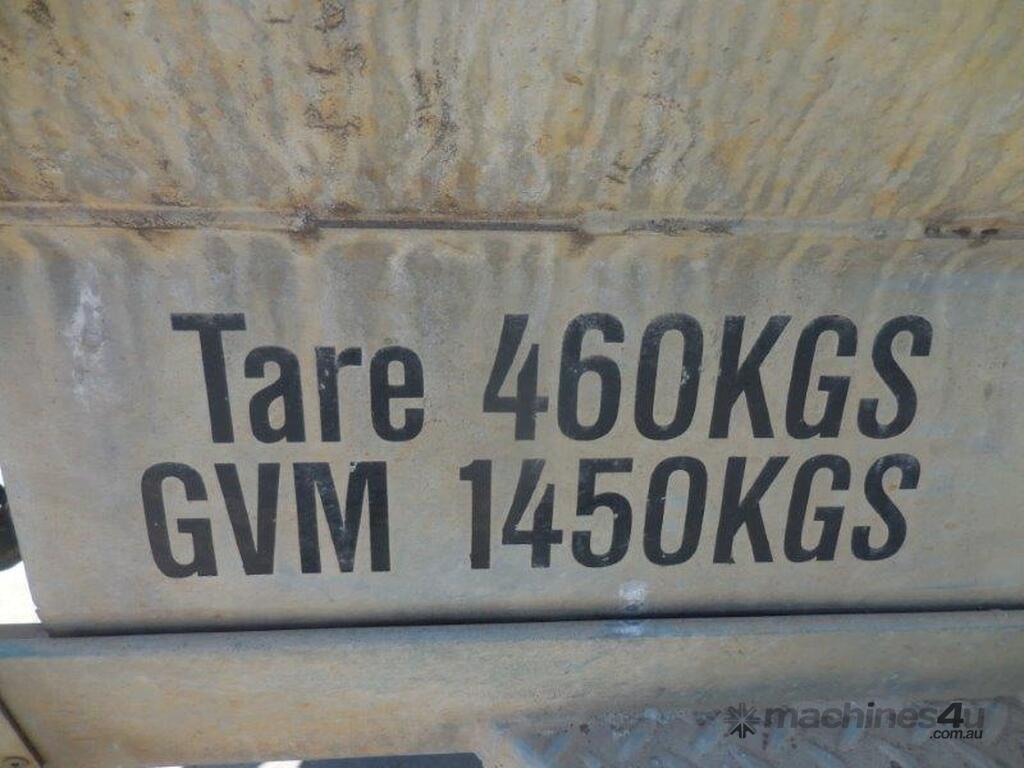 Tare 460KGS
GVM 1450KGS
machines4u
.com.au